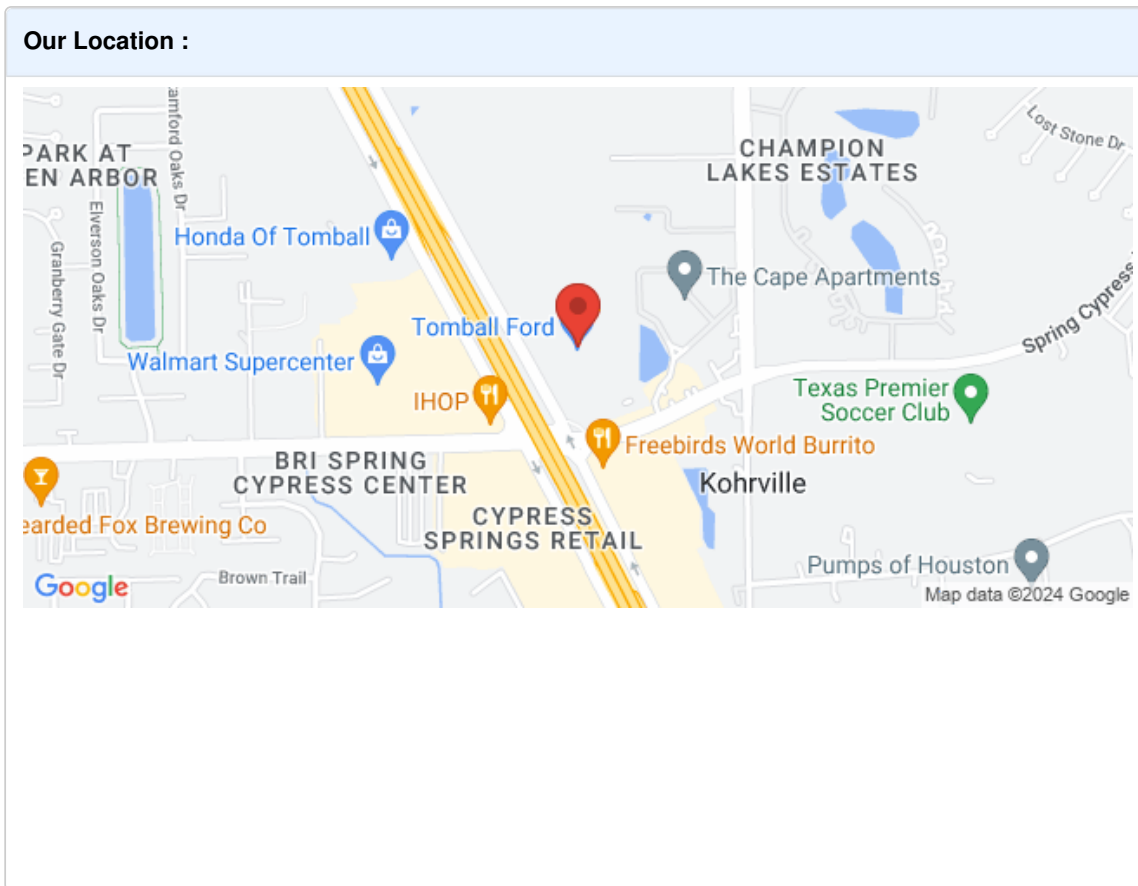 Our Location :
PARK AT
EN ARBOR
amford Oaks Dr
Elverson Oaks Dr
Granberry Gate Dr
Honda Of Tomball
Walmart Supercenter
IHOP
Tomball Ford
CHAMPION
LAKES ESTATES
Lost Stone Dr
The Cape Apartments
Spring Cypress
Texas Premier
Soccer Club
Freebirds World Burrito
BRI SPRING
CYPRESS CENTER
Kohrville
CYPRESS
SPRINGS RETAIL
earded Fox Brewing Co
Brown Trail
Pumps of Houston
Google
Map data ©2024 Google